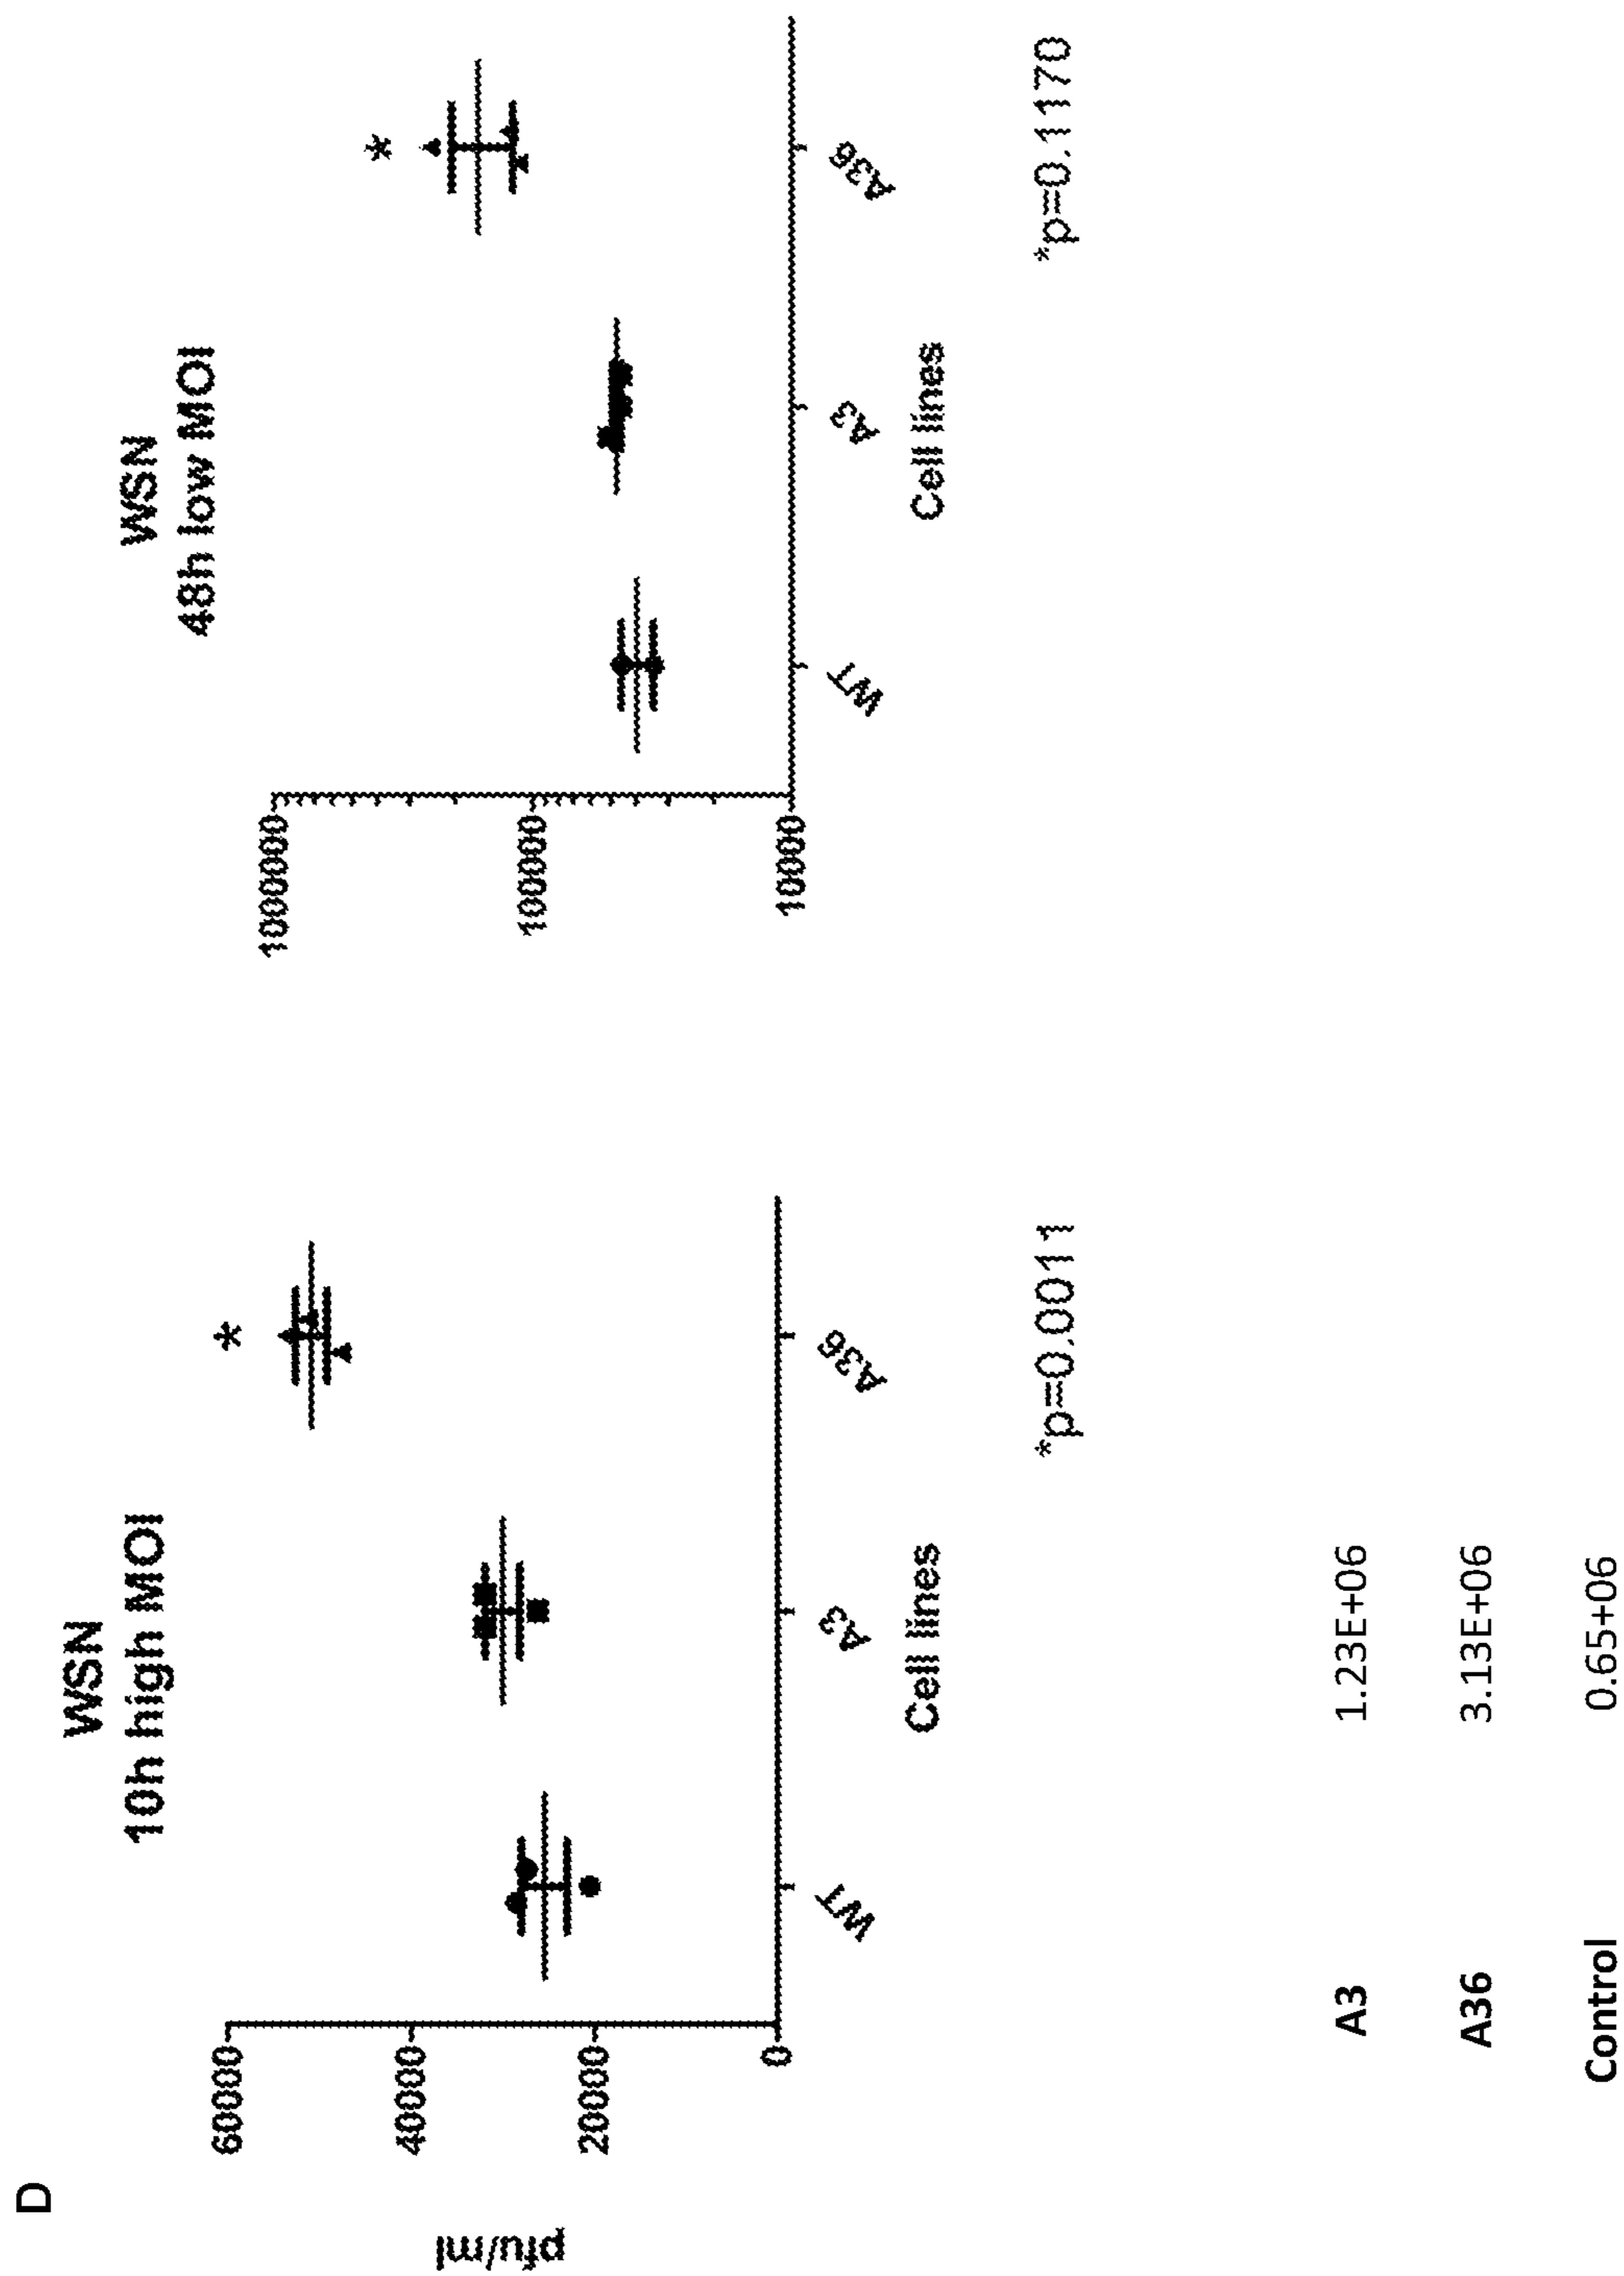 D
WSN
10h high MOI
pfu/ml
60000
40000
20000
0
WT
A3
A36
*
Cell lines
*p=0.0011
WSN
48h low MOI
1000000
100000
10000
WT
A3
A36
*
Cell lines
*p=0.1170
A3 1.23E+06
A36 3.13E+06
Control 0.65+06